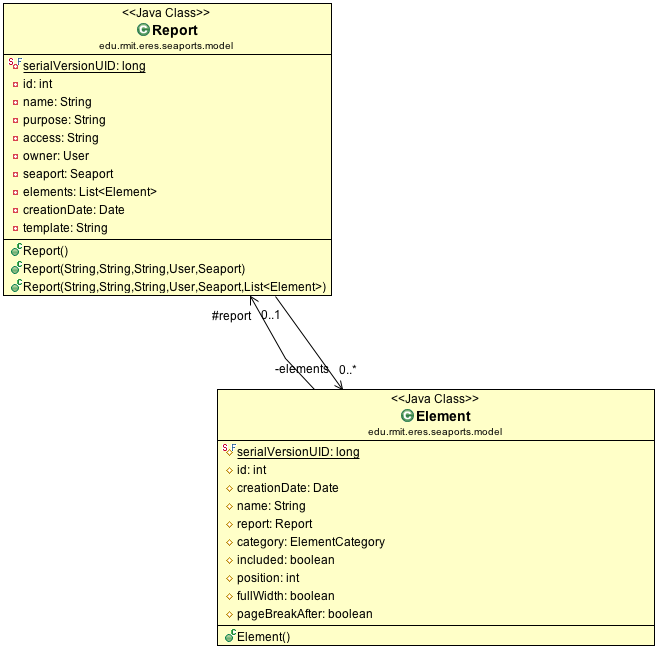 <<Java Class>>
C Report
edu.rmit.eres.seaports.model
S F serialVersionUID: long
id: int
name: String
purpose: String
access: String
owner: User
seaport: Seaport
elements: List<Element>
creationDate: Date
template: String
C Report()
C Report(String,String,String,User,Seaport)
C Report(String,String,String,User,Seaport,List<Element>)
#report 0..1
-elements 0..*
<<Java Class>>
C Element
edu.rmit.eres.seaports.model
S F serialVersionUID: long
id: int
creationDate: Date
name: String
report: Report
category: ElementCategory
included: boolean
position: int
fullWidth: boolean
pageBreakAfter: boolean
C Element()